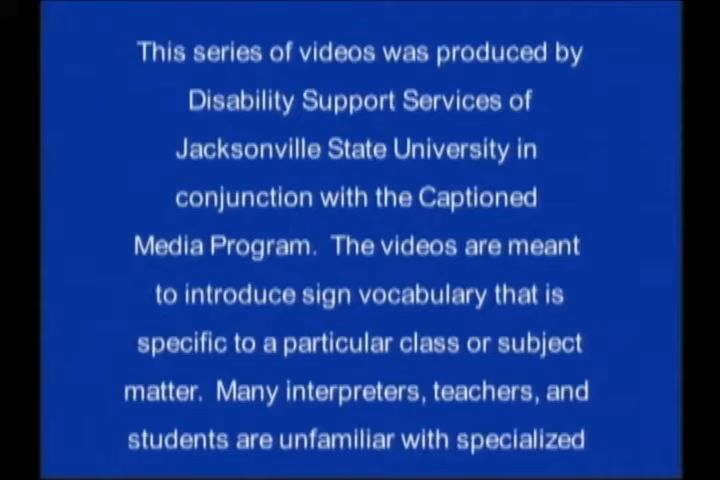 This series of videos was produced by
Disability Support Services of
Jacksonville State University in
conjunction with the Captioned
Media Program.  The videos are meant
to introduce sign vocabulary that is
specific to a particular class or subject
matter.  Many interpreters, teachers, and
students are unfamiliar with specialized